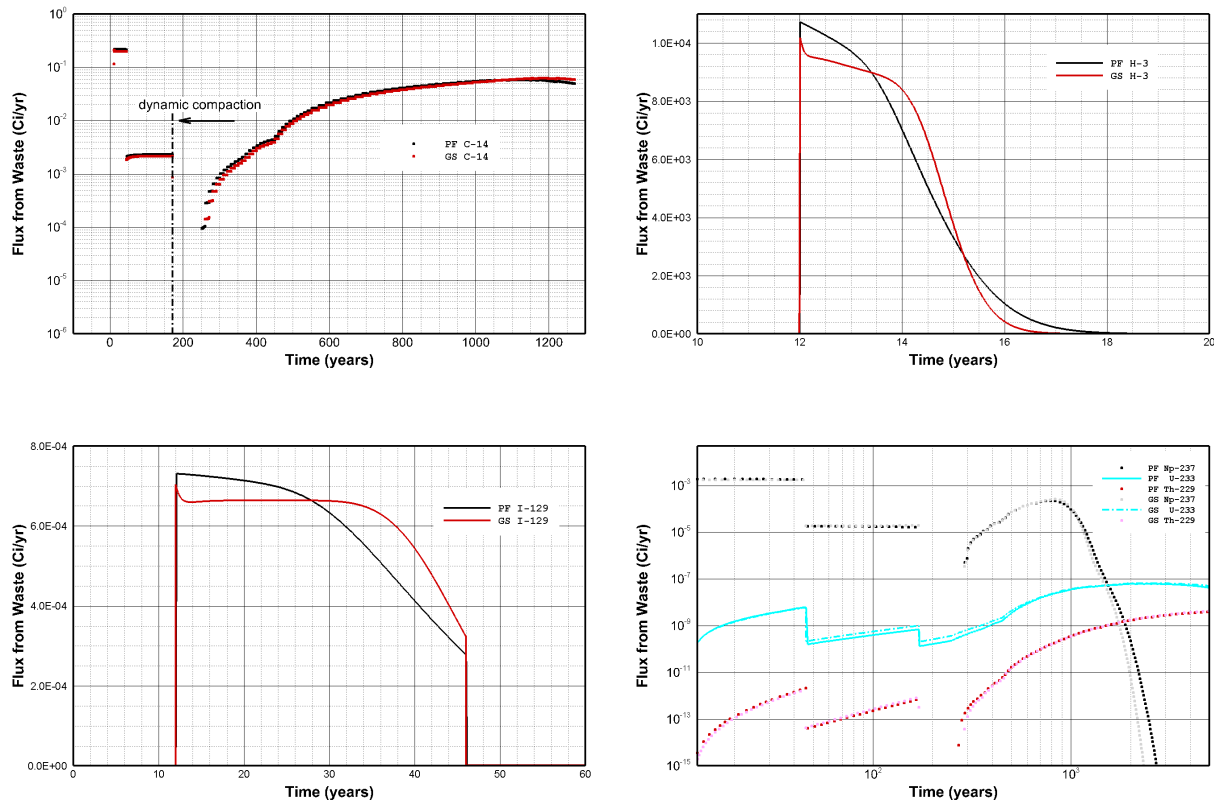 10^0
10^-1
10^-2
10^-3
10^-4
10^-5
10^-6
Flux from Waste (Ci/yr)
dynamic compaction
PF C-14
GS C-14
0 200 400 600 800 1000 1200
Time (years)
1.0E+04
8.0E+03
6.0E+03
4.0E+03
2.0E+03
0.0E+00
Flux from Waste (Ci/yr)
PF H-3
GS H-3
10 12 14 16 18 20
Time (years)
8.0E-04
6.0E-04
4.0E-04
2.0E-04
0.0E+00
Flux from Waste (Ci/yr)
PF I-129
GS I-129
0 10 20 30 40 50 60
Time (years)
10^-3
10^-5
10^-7
10^-9
10^-11
10^-13
10^-15
Flux from Waste (Ci/yr)
PF Np-237
PF U-233
PF Th-229
GS Np-237
GS U-233
GS Th-229
10^2 10^3
Time (years)